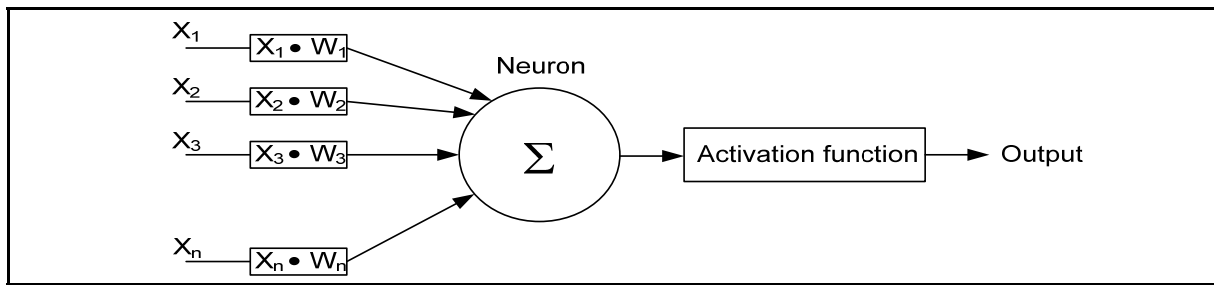 X₁
X₁ • W₁
Neuron
X₂
X₂ • W₂
X₃
X₃ • W₃
Σ
Activation function
Output
Xₙ
Xₙ • Wₙ